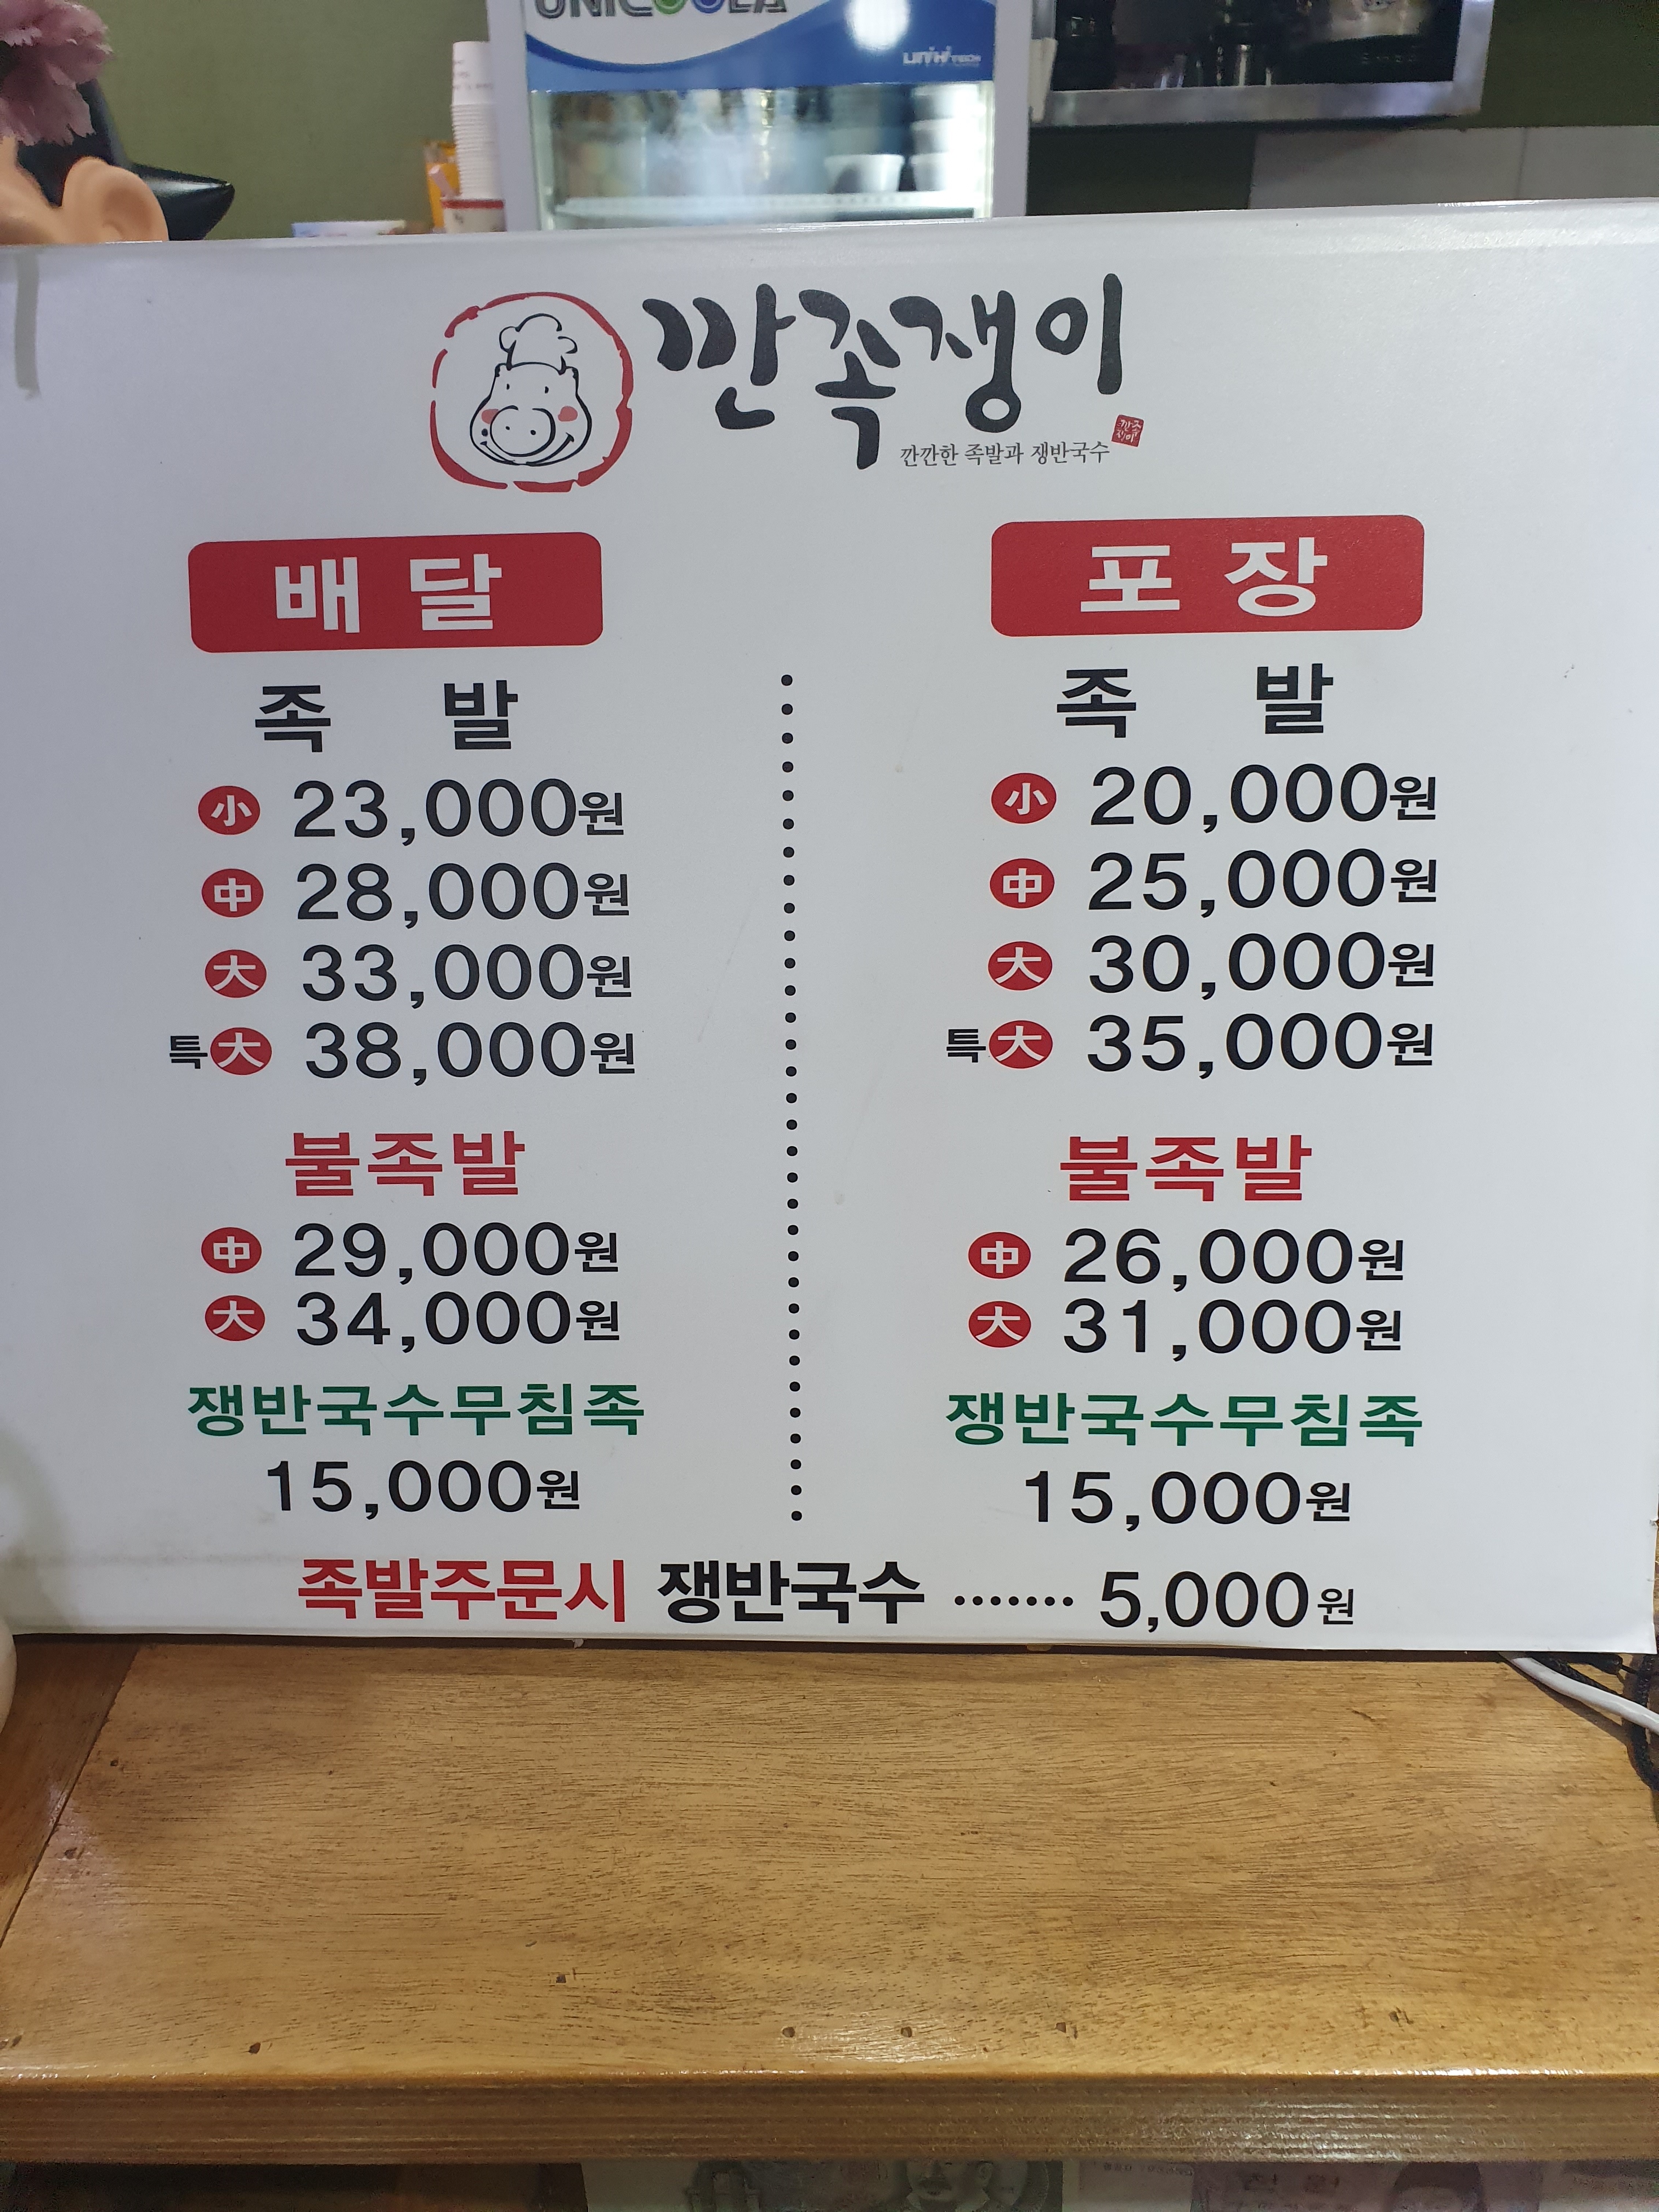 UNICOOLA
깐족쟁이
깐깐한 족발과 쟁반국수
배달
족 발
小 23,000원
中 28,000원
大 33,000원
특大 38,000원
불족발
中 29,000원
大 34,000원
쟁반국수무침족
15,000원
포장
족 발
小 20,000원
中 25,000원
大 30,000원
특大 35,000원
불족발
中 26,000원
大 31,000원
쟁반국수무침족
15,000원
족발주문시 쟁반국수 ······· 5,000원